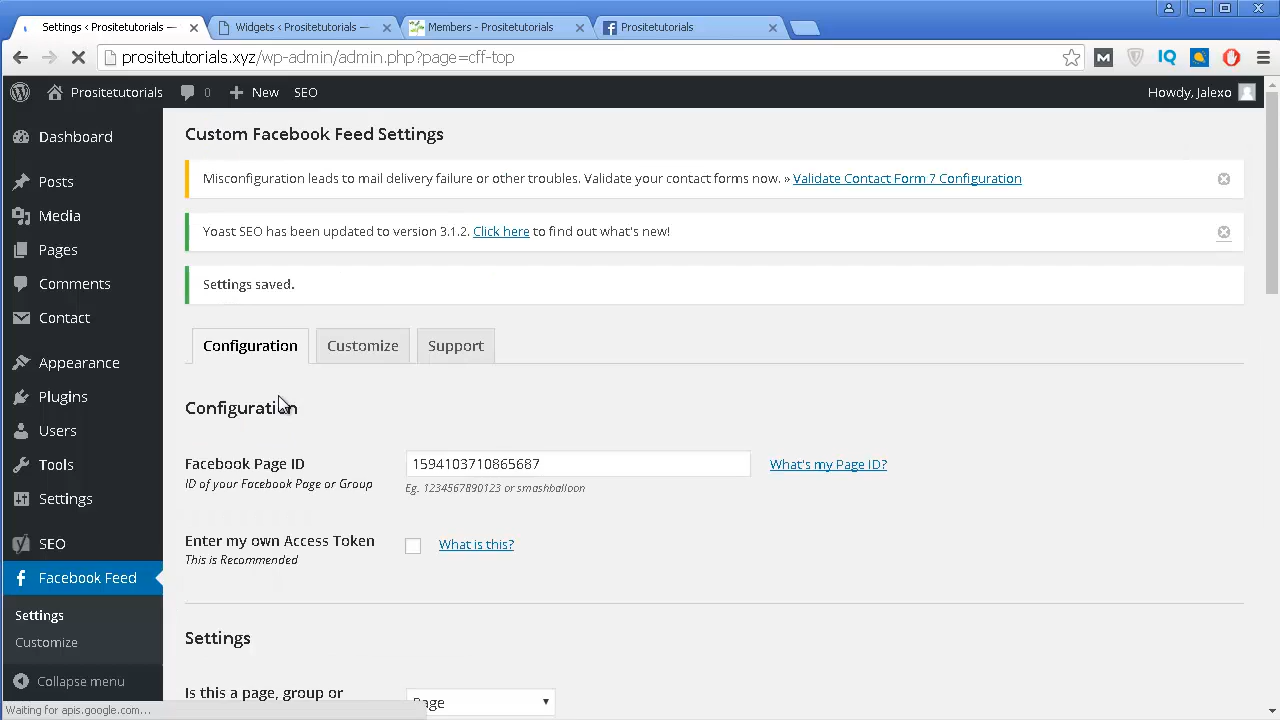 Settings ‹ Prositetutorials —
Widgets ‹ Prositetutorials —
Members - Prositetutorials
Prositetutorials
prositetutorials.xyz/wp-admin/admin.php?page=cff-top
Prositetutorials
0
New
SEO
Howdy, Jalexo
Dashboard
Posts
Media
Pages
Comments
Contact
Appearance
Plugins
Users
Tools
Settings
SEO
Facebook Feed
Settings
Customize
Collapse menu
Custom Facebook Feed Settings
Misconfiguration leads to mail delivery failure or other troubles. Validate your contact forms now. » Validate Contact Form 7 Configuration
Yoast SEO has been updated to version 3.1.2. Click here to find out what's new!
Settings saved.
Configuration
Customize
Support
Configuration
Facebook Page ID
ID of your Facebook Page or Group
1594103710865687
What's my Page ID?
Eg. 1234567890123 or smashballoon
Enter my own Access Token
This is Recommended
What is this?
Settings
Is this a page, group or
Page
Waiting for apis.google.com...